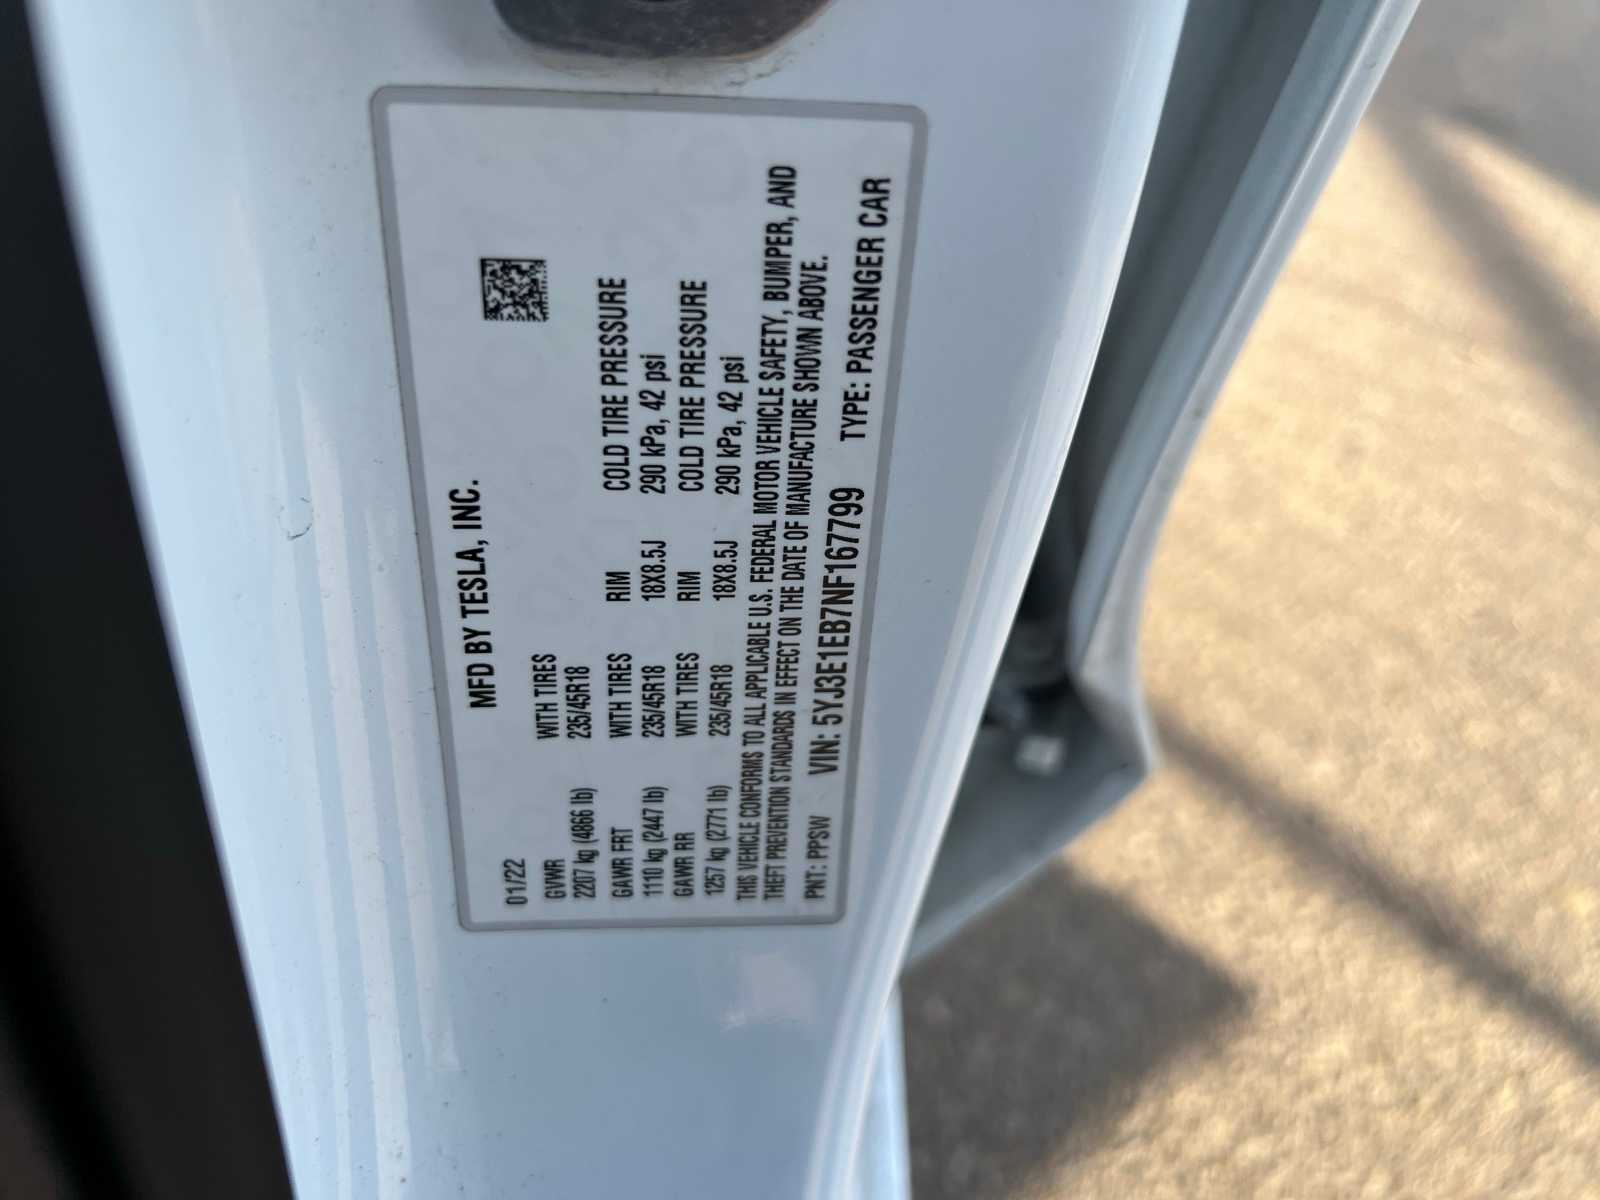 MFD BY TESLA, INC.
01/22
GVWR WITH TIRES
2207 kg (4866 lb) 235/45R18
GAWR FRT WITH TIRES RIM COLD TIRE PRESSURE
1110 kg (2447 lb) 235/45R18 18X8.5J 290 kPa, 42 psi
GAWR RR WITH TIRES RIM COLD TIRE PRESSURE
1257 kg (2771 lb) 235/45R18 18X8.5J 290 kPa, 42 psi
THIS VEHICLE CONFORMS TO ALL APPLICABLE U.S. FEDERAL MOTOR VEHICLE SAFETY, BUMPER, AND
THEFT PREVENTION STANDARDS IN EFFECT ON THE DATE OF MANUFACTURE SHOWN ABOVE.
PNT: PPSW VIN: 5YJ3E1EB7NF167799 TYPE: PASSENGER CAR